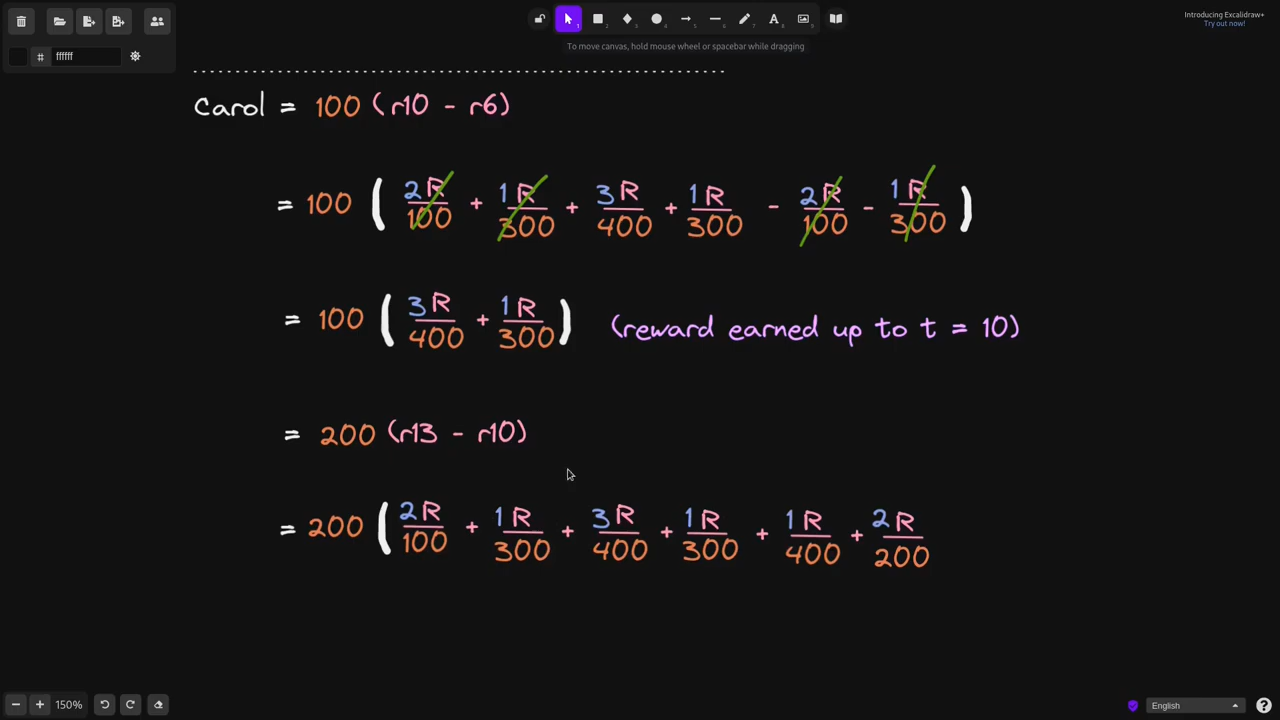 Introducing Excalidraw+
Try out now!
# ffffff
To move canvas, hold mouse wheel or spacebar while dragging
Carol = 100 (r10 - r6)
= 100 ( 2R/100 + 1R/300 + 3R/400 + 1R/300 - 2R/100 - 1R/300 )
= 100 ( 3R/400 + 1R/300 ) (reward earned up to t = 10)
= 200 (r13 - r10)
= 200 ( 2R/100 + 1R/300 + 3R/400 + 1R/300 + 1R/400 + 2R/200
150%
English